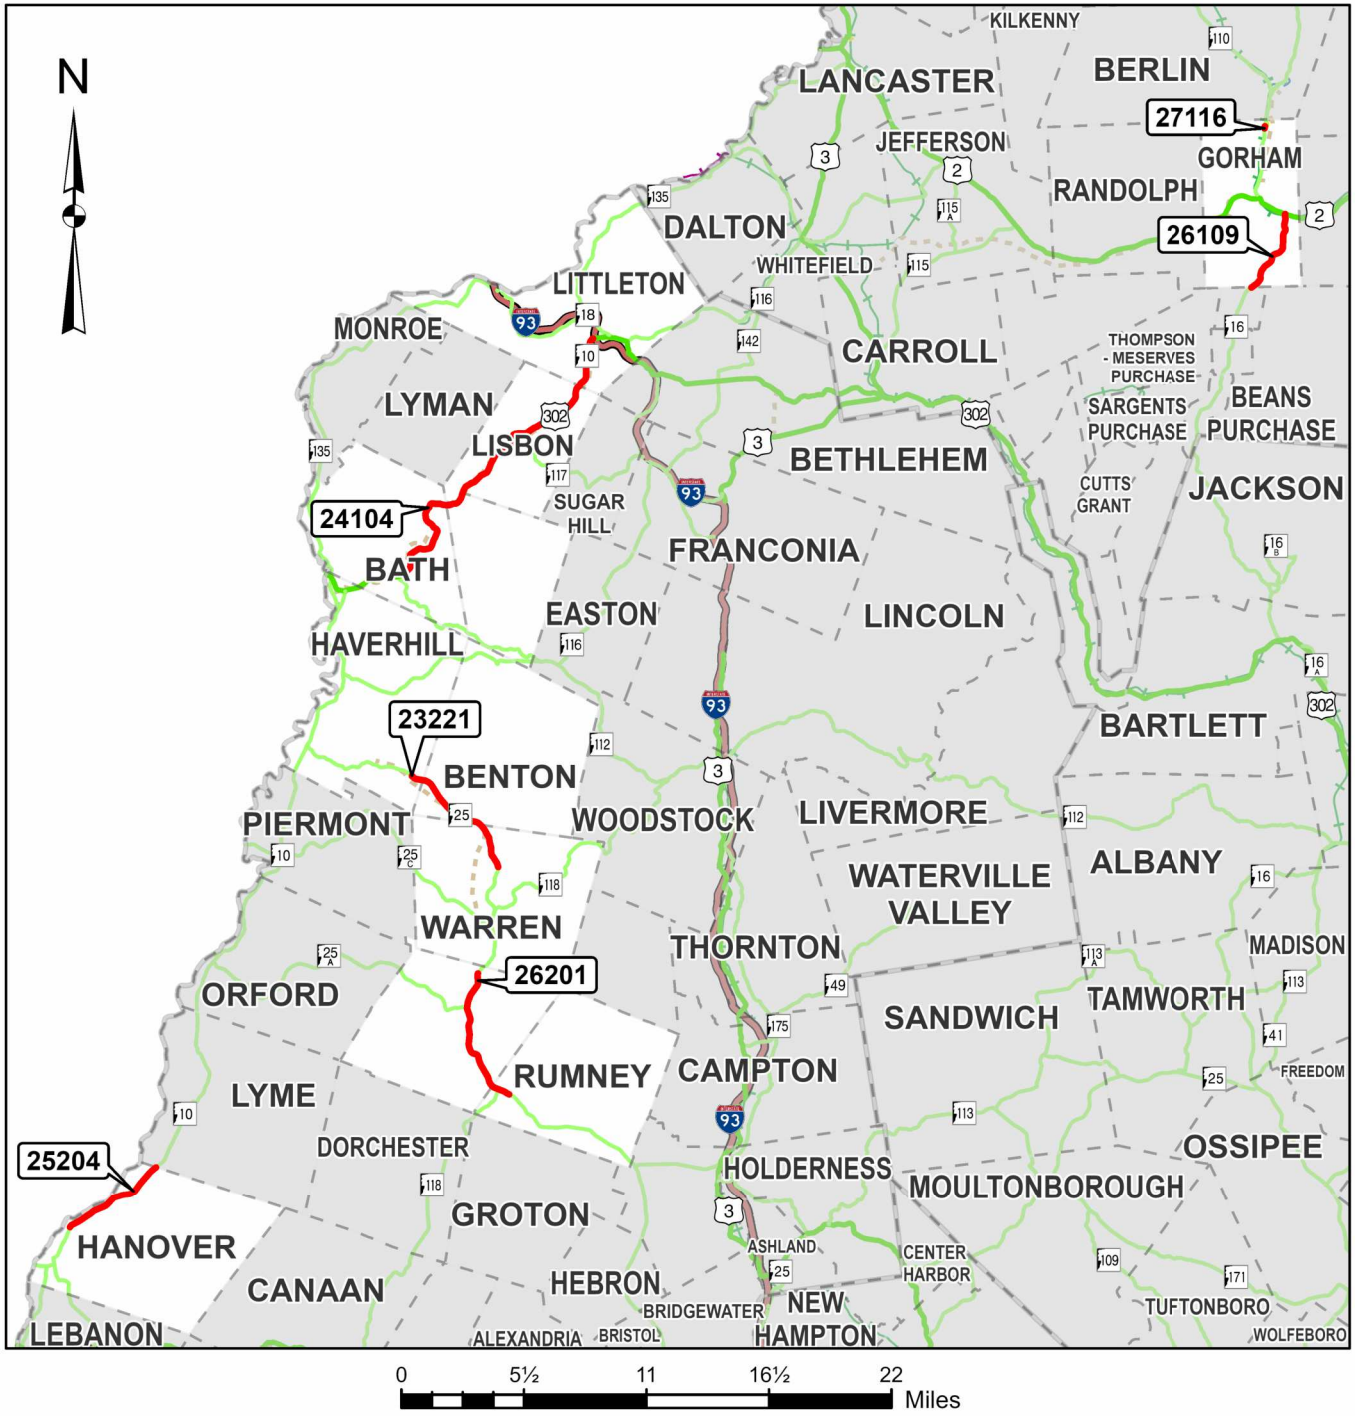 KILKENNY
110
N
LANCASTER
BERLIN
27116
3
JEFFERSON
GORHAM
2
135
RANDOLPH
115
A
DALTON
2
26109
WHITEFIELD
115
LITTLETON
116
93
18
MONROE
142
16
10
THOMPSON
- MESERVES
PURCHASE
CARROLL
LYMAN
302
302
SARGENTS
PURCHASE
BEANS
PURCHASE
LISBON
3
135
BETHLEHEM
117
93
CUTTS
GRANT
JACKSON
SUGAR
HILL
24104
16
B
FRANCONIA
BATH
EASTON
LINCOLN
HAVERHILL
116
16
A
93
302
23221
BARTLETT
112
3
BENTON
25
LIVERMORE
112
PIERMONT
WOODSTOCK
10
25
C
ALBANY
WATERVILLE
VALLEY
16
118
WARREN
THORNTON
MADISON
25
A
113
A
26201
49
113
ORFORD
TAMWORTH
SANDWICH
175
41
RUMNEY
CAMPTON
FREEDOM
25
LYME
10
93
113
DORCHESTER
OSSIPEE
25204
HOLDERNESS
118
MOULTONBOROUGH
GROTON
3
HANOVER
ASHLAND
CENTER
HARBOR
109
25
171
HEBRON
CANAAN
BRIDGEWATER
NEW
HAMPTON
TUFTONBORO
LEBANON
ALEXANDRIA
BRISTOL
WOLFEBORO
0 5½ 11 16½ 22
Miles